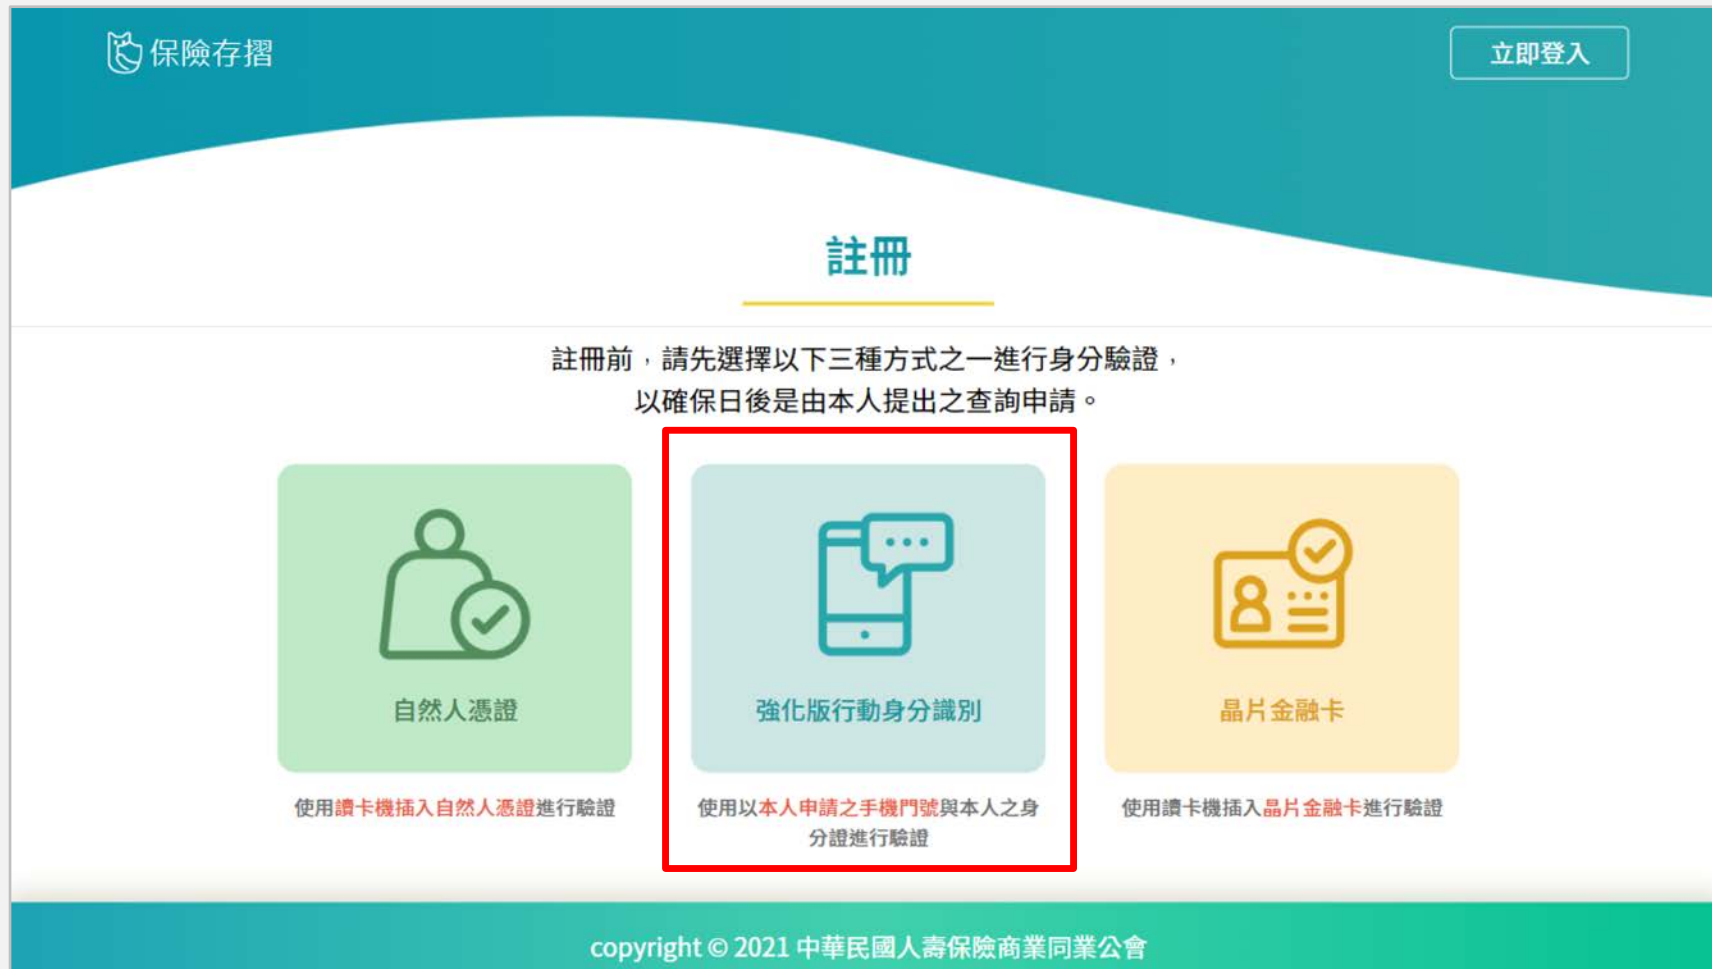 保險存摺
立即登入
註冊
註冊前，請先選擇以下三種方式之一進行身分驗證，
以確保日後是由本人提出之查詢申請。
自然人憑證
強化版行動身分識別
晶片金融卡
使用讀卡機插入自然人憑證進行驗證
使用以本人申請之手機門號與本人之身
分證進行驗證
使用讀卡機插入晶片金融卡進行驗證
copyright © 2021 中華民國人壽保險商業同業公會